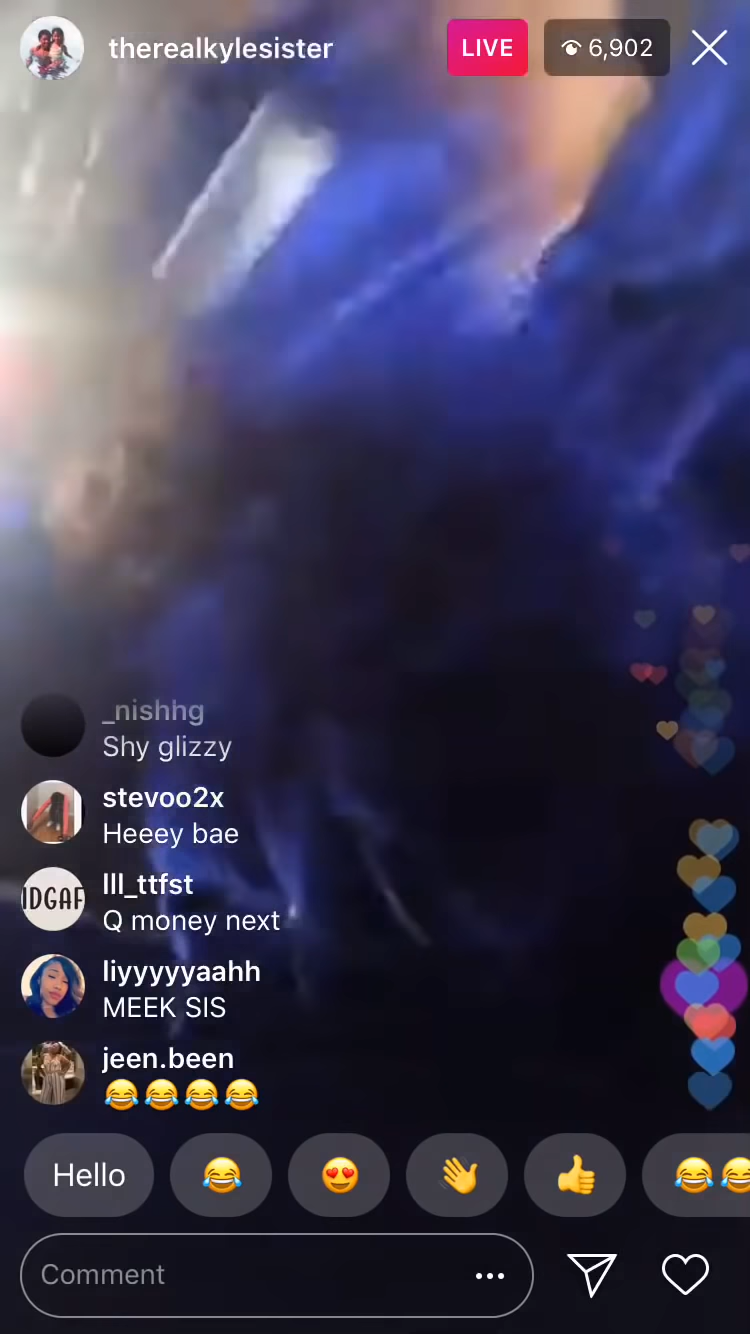 therealkylesister
LIVE
6,902
_nishhg
Shy glizzy
stevoo2x
Heeey bae
IDGAF
lll_ttfst
Q money next
liyyyyyaahh
MEEK SIS
jeen.been
😂😂😂😂
Hello
😂 😍 👋 👍 😂😂
Comment